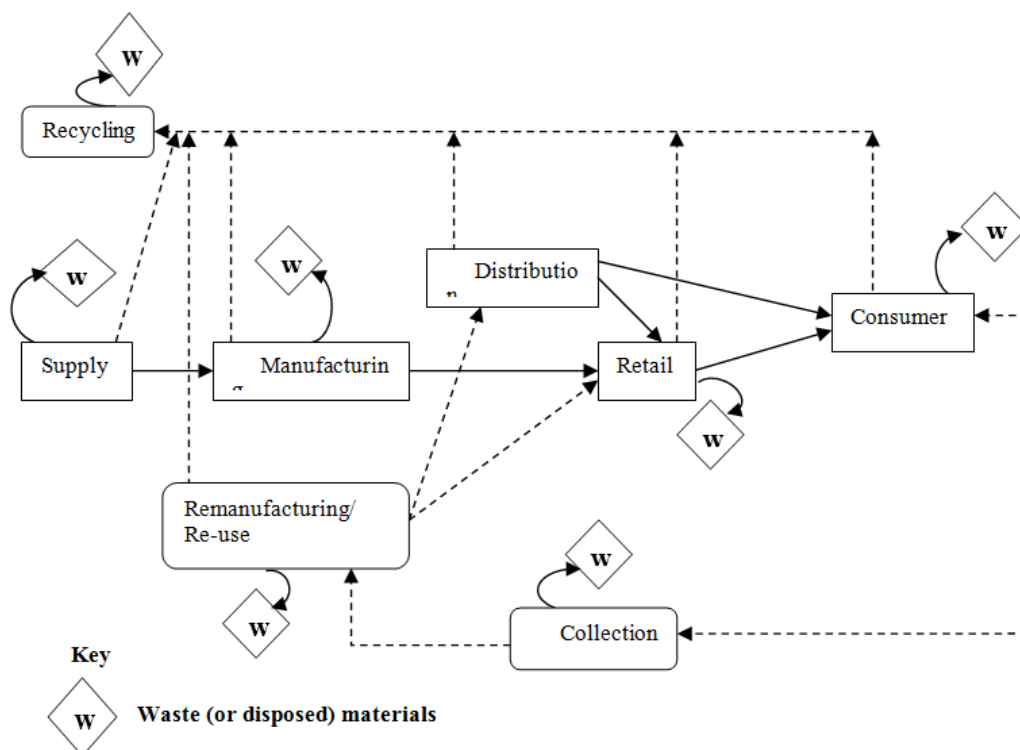 W
Recycling
W
W
W
Distributio
n
Consumer
Supply
Manufacturin
g
Retail
W
Remanufacturing/
Re-use
W
W
Collection
Key
W
Waste (or disposed) materials